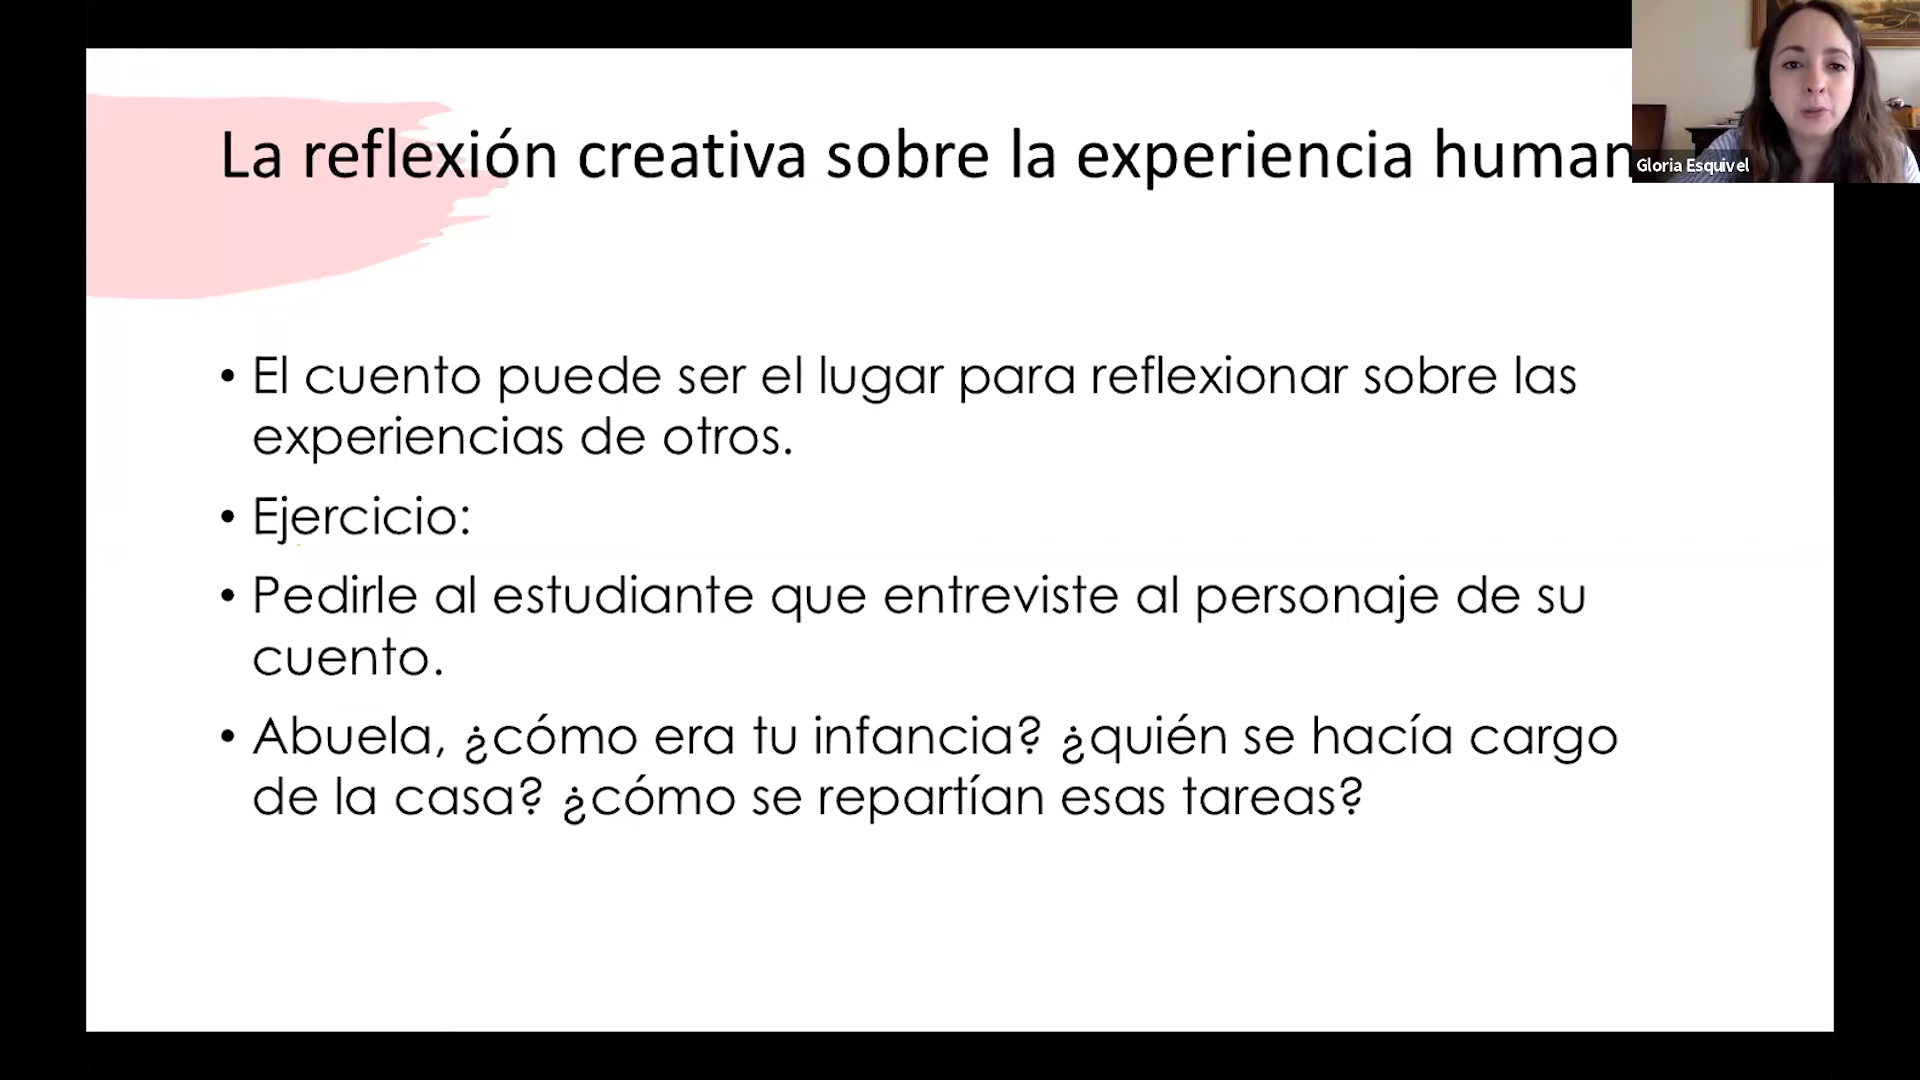 La reflexión creativa sobre la experiencia human
Gloria Esquivel
• El cuento puede ser el lugar para reflexionar sobre las
experiencias de otros.
• Ejercicio:
• Pedirle al estudiante que entreviste al personaje de su
cuento.
• Abuela, ¿cómo era tu infancia? ¿quién se hacía cargo
de la casa? ¿cómo se repartían esas tareas?